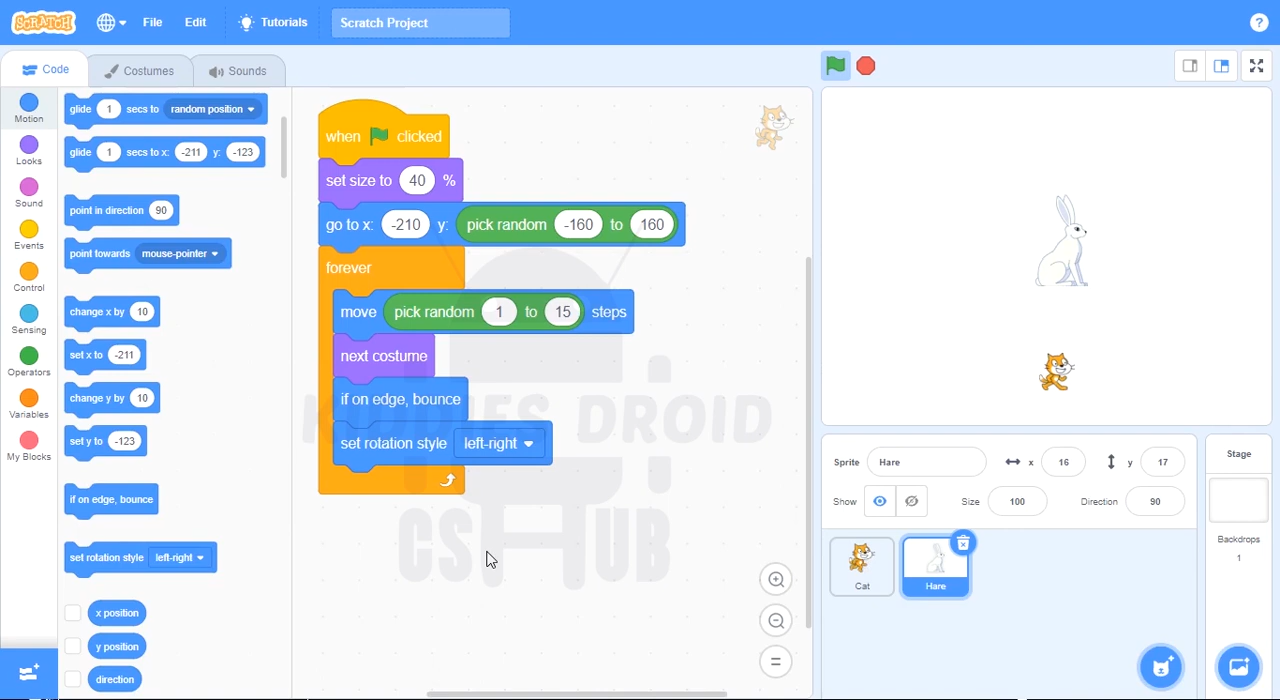 SCRATCH File Edit Tutorials Scratch Project ?
Code Costumes Sounds
Motion
Looks
Sound
Events
Control
Sensing
Operators
Variables
My Blocks
glide 1 secs to random position
glide 1 secs to x: -211 y: -123
point in direction 90
point towards mouse-pointer
change x by 10
set x to -211
change y by 10
set y to -123
if on edge, bounce
set rotation style left-right
x position
y position
direction
when clicked
set size to 40 %
go to x: -210 y: pick random -160 to 160
forever
move pick random 1 to 15 steps
next costume
if on edge, bounce
set rotation style left-right
KIDDIES DROID
CSHUB
Sprite Hare x 16 y 17
Show Size 100 Direction 90
Cat
Hare
Stage
Backdrops
1